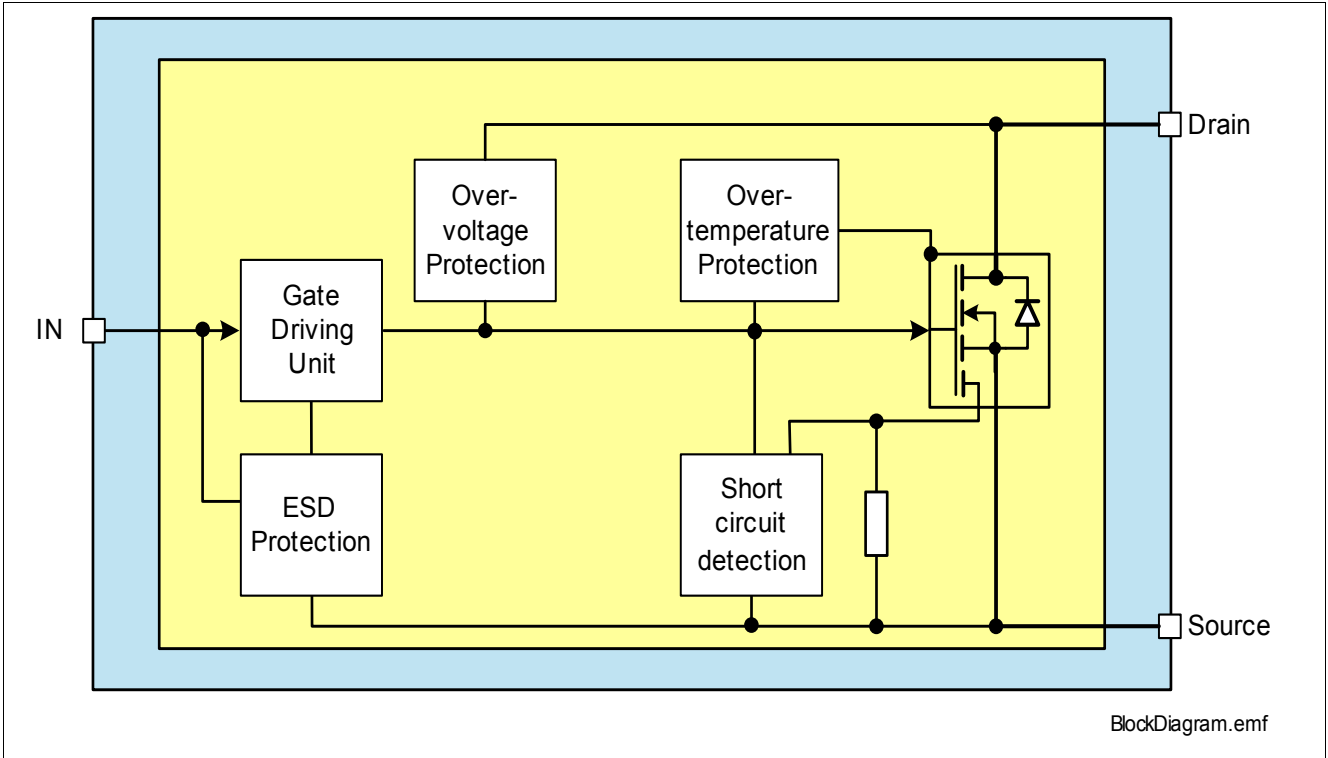 Drain
Over-
voltage
Protection
Over-
temperature
Protection
Gate
Driving
Unit
IN
ESD
Protection
Short
circuit
detection
Source
BlockDiagram.emf